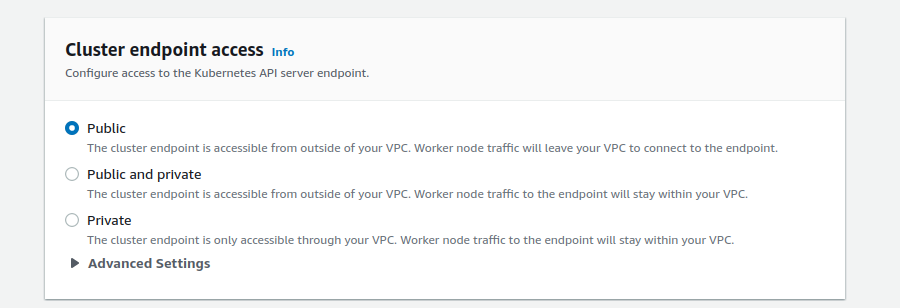 Cluster endpoint access Info
Configure access to the Kubernetes API server endpoint.
Public
The cluster endpoint is accessible from outside of your VPC. Worker node traffic will leave your VPC to connect to the endpoint.
Public and private
The cluster endpoint is accessible from outside of your VPC. Worker node traffic to the endpoint will stay within your VPC.
Private
The cluster endpoint is only accessible through your VPC. Worker node traffic to the endpoint will stay within your VPC.
Advanced Settings